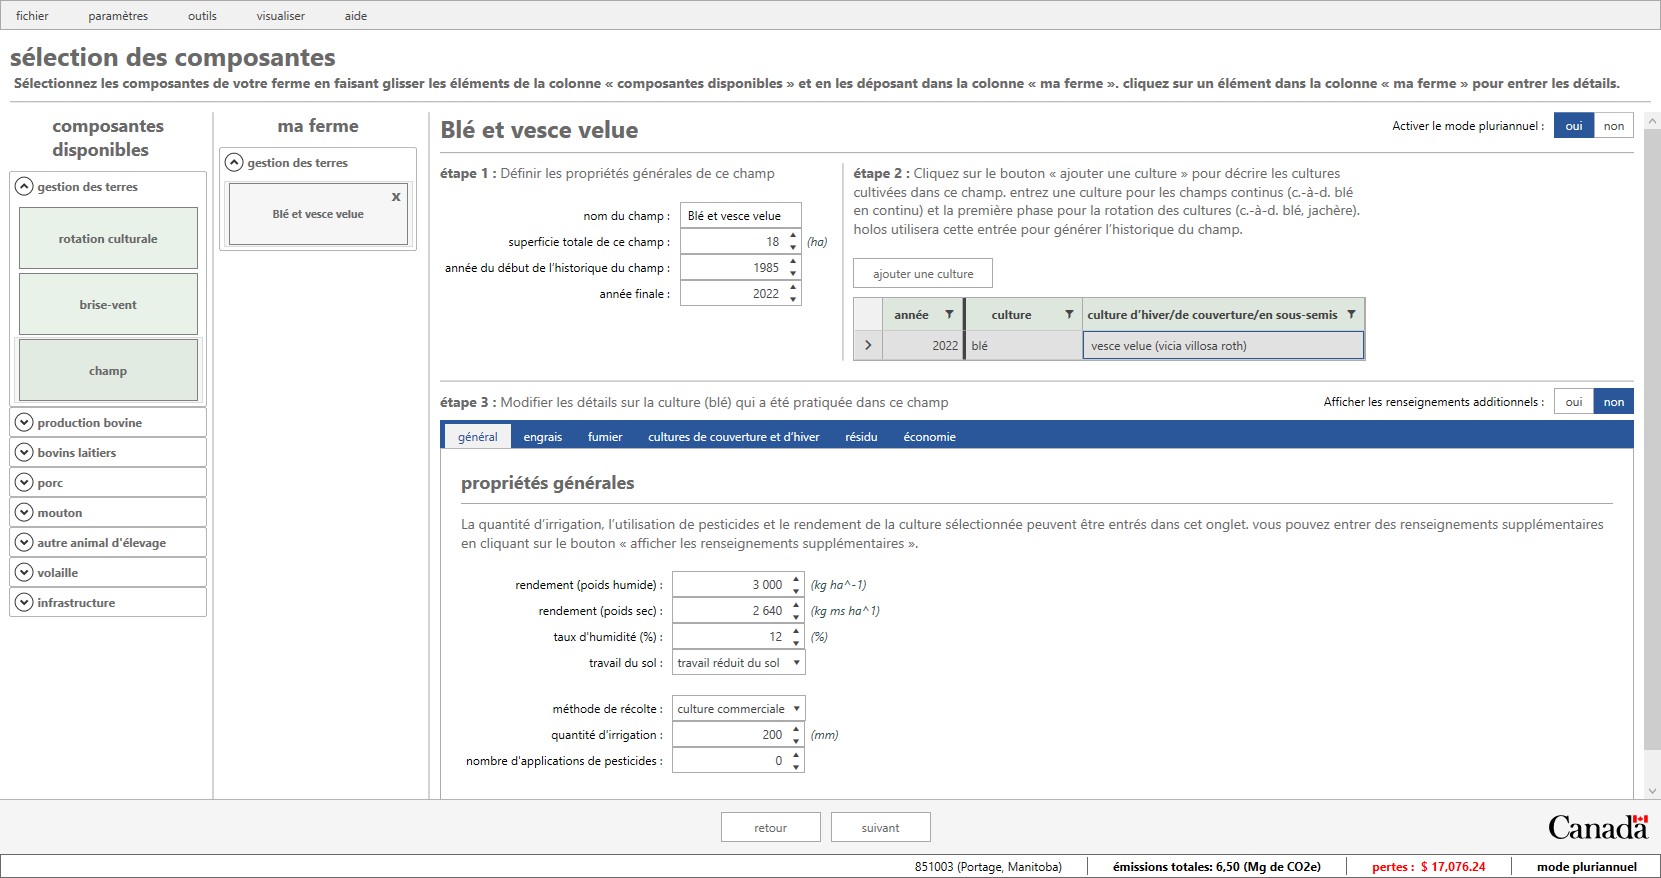 fichier paramètres outils visualiser aide
sélection des composantes
Sélectionnez les composantes de votre ferme en faisant glisser les éléments de la colonne « composantes disponibles » et en les déposant dans la colonne « ma ferme ». cliquez sur un élément dans la colonne « ma ferme » pour entrer les détails.
composantes
disponibles
gestion des terres
rotation culturale
brise-vent
champ
production bovine
bovins laitiers
porc
mouton
autre animal d'élevage
volaille
infrastructure
ma ferme
gestion des terres
x
Blé et vesce velue
Blé et vesce velue
Activer le mode pluriannuel : oui non
étape 1 : Définir les propriétés générales de ce champ
nom du champ : Blé et vesce velue
superficie totale de ce champ : 18 (ha)
année du début de l’historique du champ : 1985
année finale : 2022
étape 2 : Cliquez sur le bouton « ajouter une culture » pour décrire les cultures
cultivées dans ce champ. entrez une culture pour les champs continus (c.-à-d. blé
en continu) et la première phase pour la rotation des cultures (c.-à-d. blé, jachère).
holos utilisera cette entrée pour générer l’historique du champ.
ajouter une culture
année culture culture d’hiver/de couverture/en sous-semis
2022 blé vesce velue (vicia villosa roth)
étape 3 : Modifier les détails sur la culture (blé) qui a été pratiquée dans ce champ
Afficher les renseignements additionnels : oui non
général engrais fumier cultures de couverture et d’hiver résidu économie
propriétés générales
La quantité d’irrigation, l’utilisation de pesticides et le rendement de la culture sélectionnée peuvent être entrés dans cet onglet. vous pouvez entrer des renseignements supplémentaires
en cliquant sur le bouton « afficher les renseignements supplémentaires ».
rendement (poids humide) : 3 000 (kg ha^-1)
rendement (poids sec) : 2 640 (kg ms ha^1)
taux d'humidité (%) : 12 (%)
travail du sol : travail réduit du sol
méthode de récolte : culture commerciale
quantité d'irrigation : 200 (mm)
nombre d'applications de pesticides : 0
retour suivant
Canada
851003 (Portage, Manitoba) émissions totales: 6,50 (Mg de CO2e) pertes : $ 17,076.24 mode pluriannuel